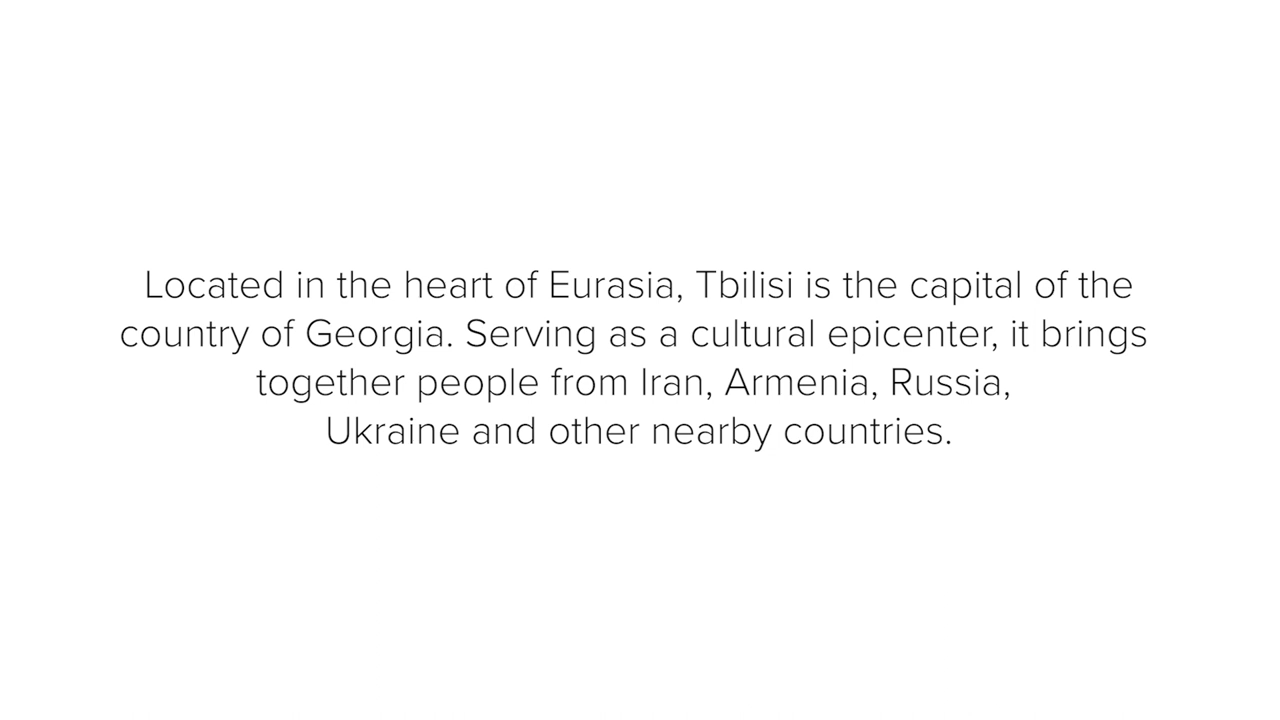 Located in the heart of Eurasia, Tbilisi is the capital of the
country of Georgia. Serving as a cultural epicenter, it brings
together people from Iran, Armenia, Russia,
Ukraine and other nearby countries.